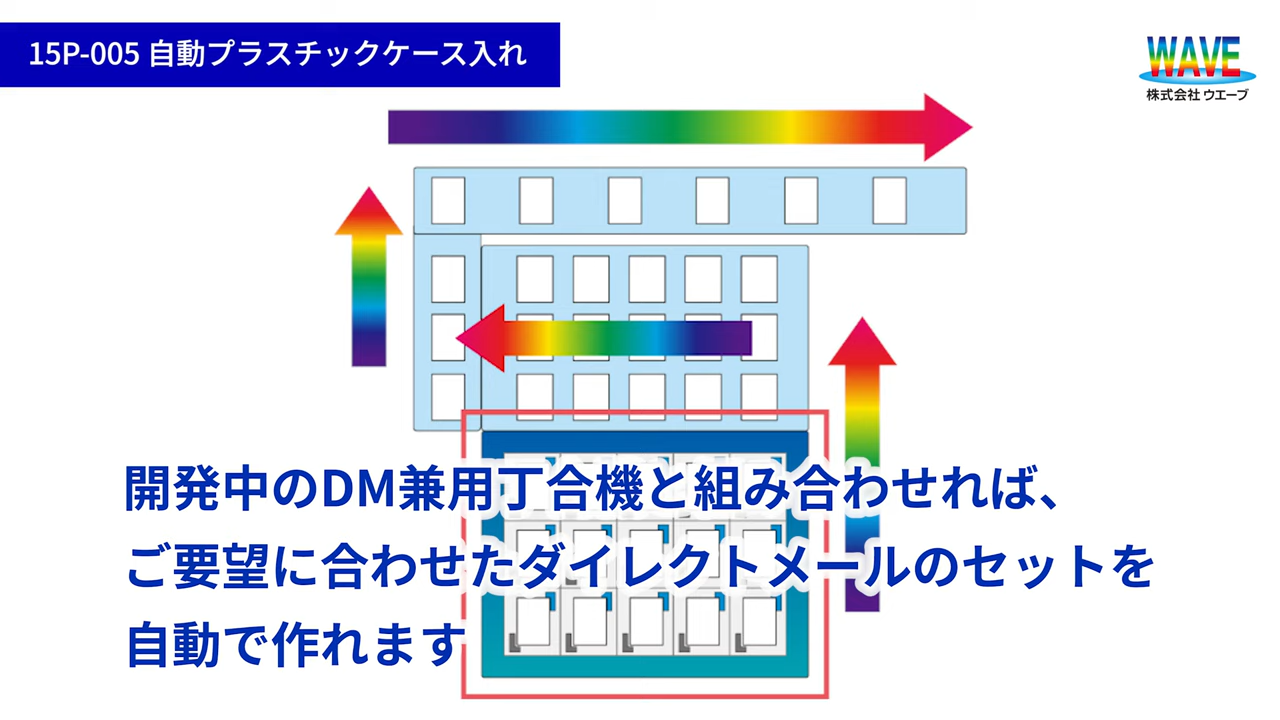 15P-005 自動プラスチックケース入れ
WAVE
株式会社 ウエーブ
開発中のDM兼用丁合機と組み合わせれば、
ご要望に合わせたダイレクトメールのセットを
自動で作れます